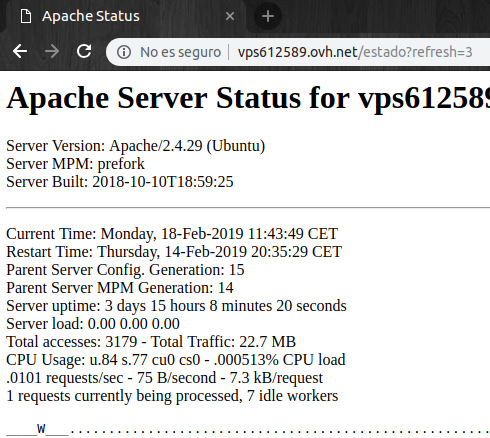 Apache Status
No es seguro vps612589.ovh.net/estado?refresh=3
Apache Server Status for vps612589
Server Version: Apache/2.4.29 (Ubuntu)
Server MPM: prefork
Server Built: 2018-10-10T18:59:25
Current Time: Monday, 18-Feb-2019 11:43:49 CET
Restart Time: Thursday, 14-Feb-2019 20:35:29 CET
Parent Server Config. Generation: 15
Parent Server MPM Generation: 14
Server uptime: 3 days 15 hours 8 minutes 20 seconds
Server load: 0.00 0.00 0.00
Total accesses: 3179 - Total Traffic: 22.7 MB
CPU Usage: u.84 s.77 cu0 cs0 - .000513% CPU load
.0101 requests/sec - 75 B/second - 7.3 kB/request
1 requests currently being processed, 7 idle workers
____W___......................................................